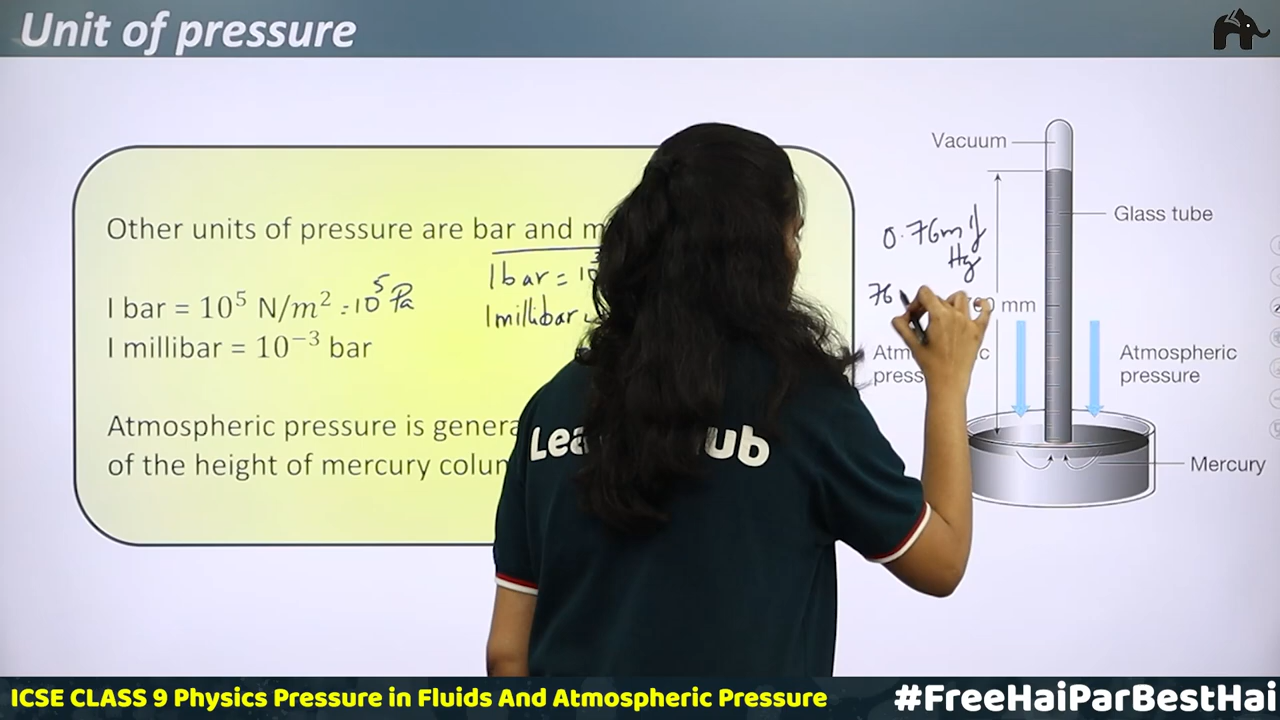 Unit of pressure
Other units of pressure are bar and m
1 bar = 10
1 bar = 10⁵ N/m² = 10⁵ Pa
1 millibar
1 millibar = 10⁻³ bar
Atmospheric pressure is genera
of the height of mercury colum
Vacuum
Glass tube
0.76m of
Hg
76
mm
Atmospheric
pressure
Mercury
Lea ub
ICSE CLASS 9 Physics Pressure in Fluids And Atmospheric Pressure
#FreeHaiParBestHai